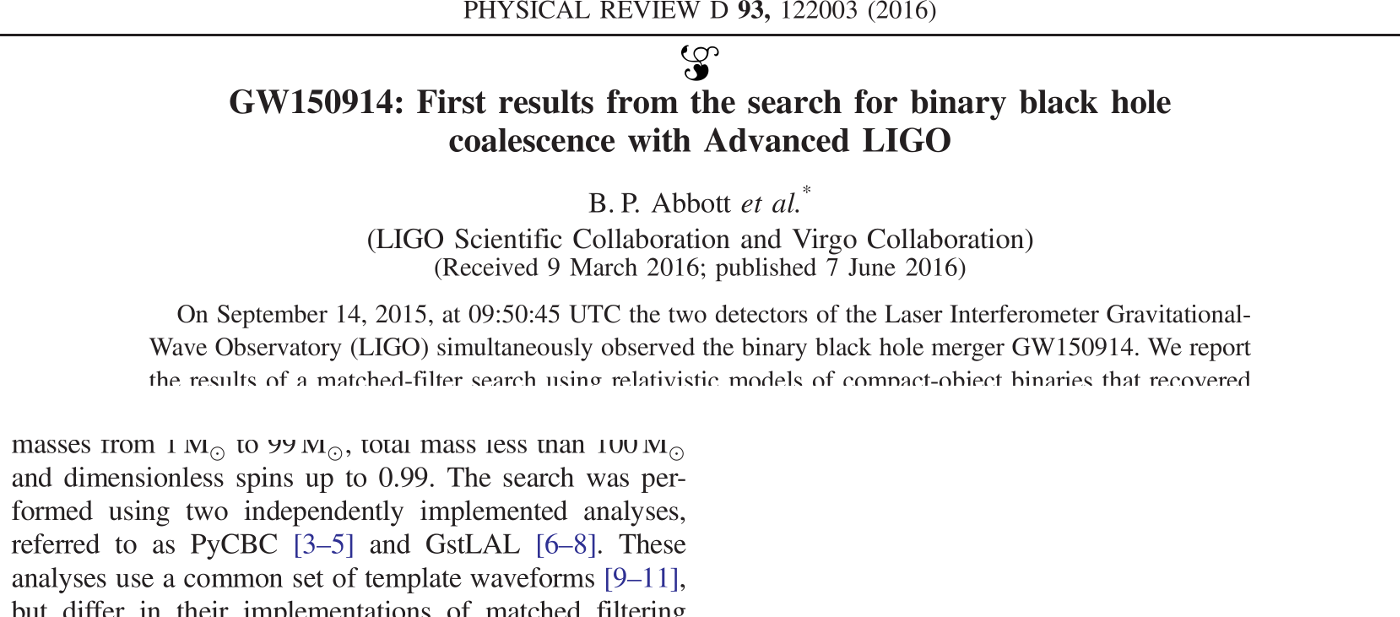 PHYSICAL REVIEW D 93, 122003 (2016)
GW150914: First results from the search for binary black hole
coalescence with Advanced LIGO
B. P. Abbott et al.*
(LIGO Scientific Collaboration and Virgo Collaboration)
(Received 9 March 2016; published 7 June 2016)
On September 14, 2015, at 09:50:45 UTC the two detectors of the Laser Interferometer Gravitational-
Wave Observatory (LIGO) simultaneously observed the binary black hole merger GW150914. We report
the results of a matched-filter search using relativistic models of compact-object binaries that recovered
masses from 1 M⊙ to 99 M⊙, total mass less than 100 M⊙
and dimensionless spins up to 0.99. The search was per-
formed using two independently implemented analyses,
referred to as PyCBC [3–5] and GstLAL [6–8]. These
analyses use a common set of template waveforms [9–11],
but differ in their implementations of matched filtering